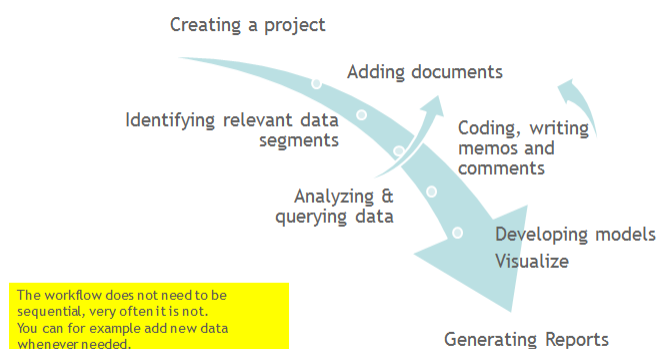 Creating a project
Adding documents
Identifying relevant data
segments
Coding, writing
memos and
comments
Analyzing &
querying data
Developing models
Visualize
The workflow does not need to be
sequential, very often it is not.
You can for example add new data
whenever needed.
Generating Reports